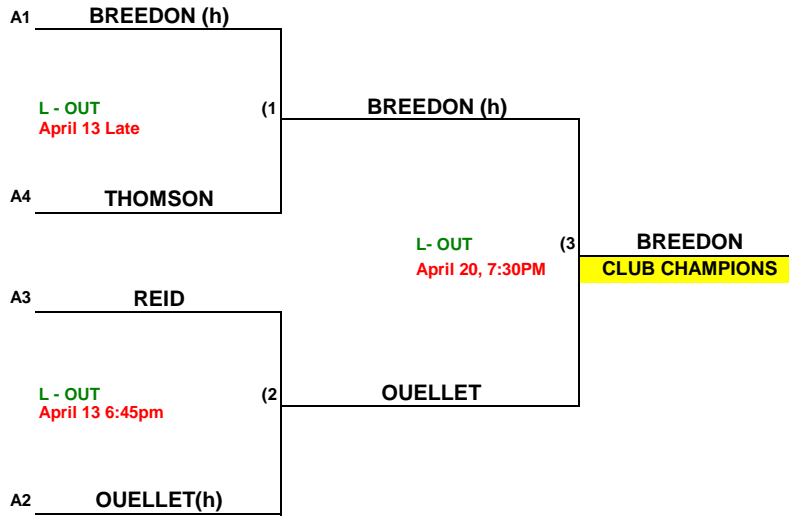 A1 BREEDON (h)
L - OUT (1 BREEDON (h)
April 13 Late
A4 THOMSON
L- OUT (3 BREEDON
April 20, 7:30PM CLUB CHAMPIONS
A3 REID
L - OUT (2 OUELLET
April 13 6:45pm
A2 OUELLET(h)